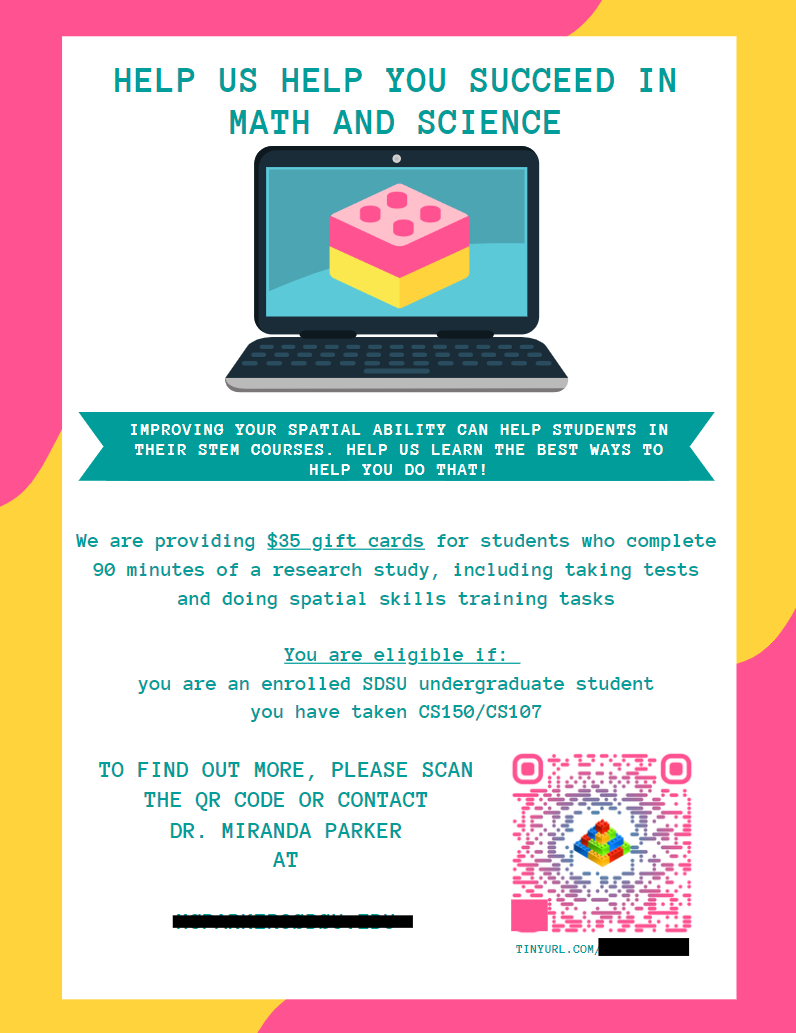 HELP US HELP YOU SUCCEED IN
MATH AND SCIENCE
IMPROVING YOUR SPATIAL ABILITY CAN HELP STUDENTS IN
THEIR STEM COURSES. HELP US LEARN THE BEST WAYS TO
HELP YOU DO THAT!
We are providing $35 gift cards for students who complete
90 minutes of a research study, including taking tests
and doing spatial skills training tasks
You are eligible if:
you are an enrolled SDSU undergraduate student
you have taken CS150/CS107
TO FIND OUT MORE, PLEASE SCAN
THE QR CODE OR CONTACT
DR. MIRANDA PARKER
AT
TINYURL.COM/